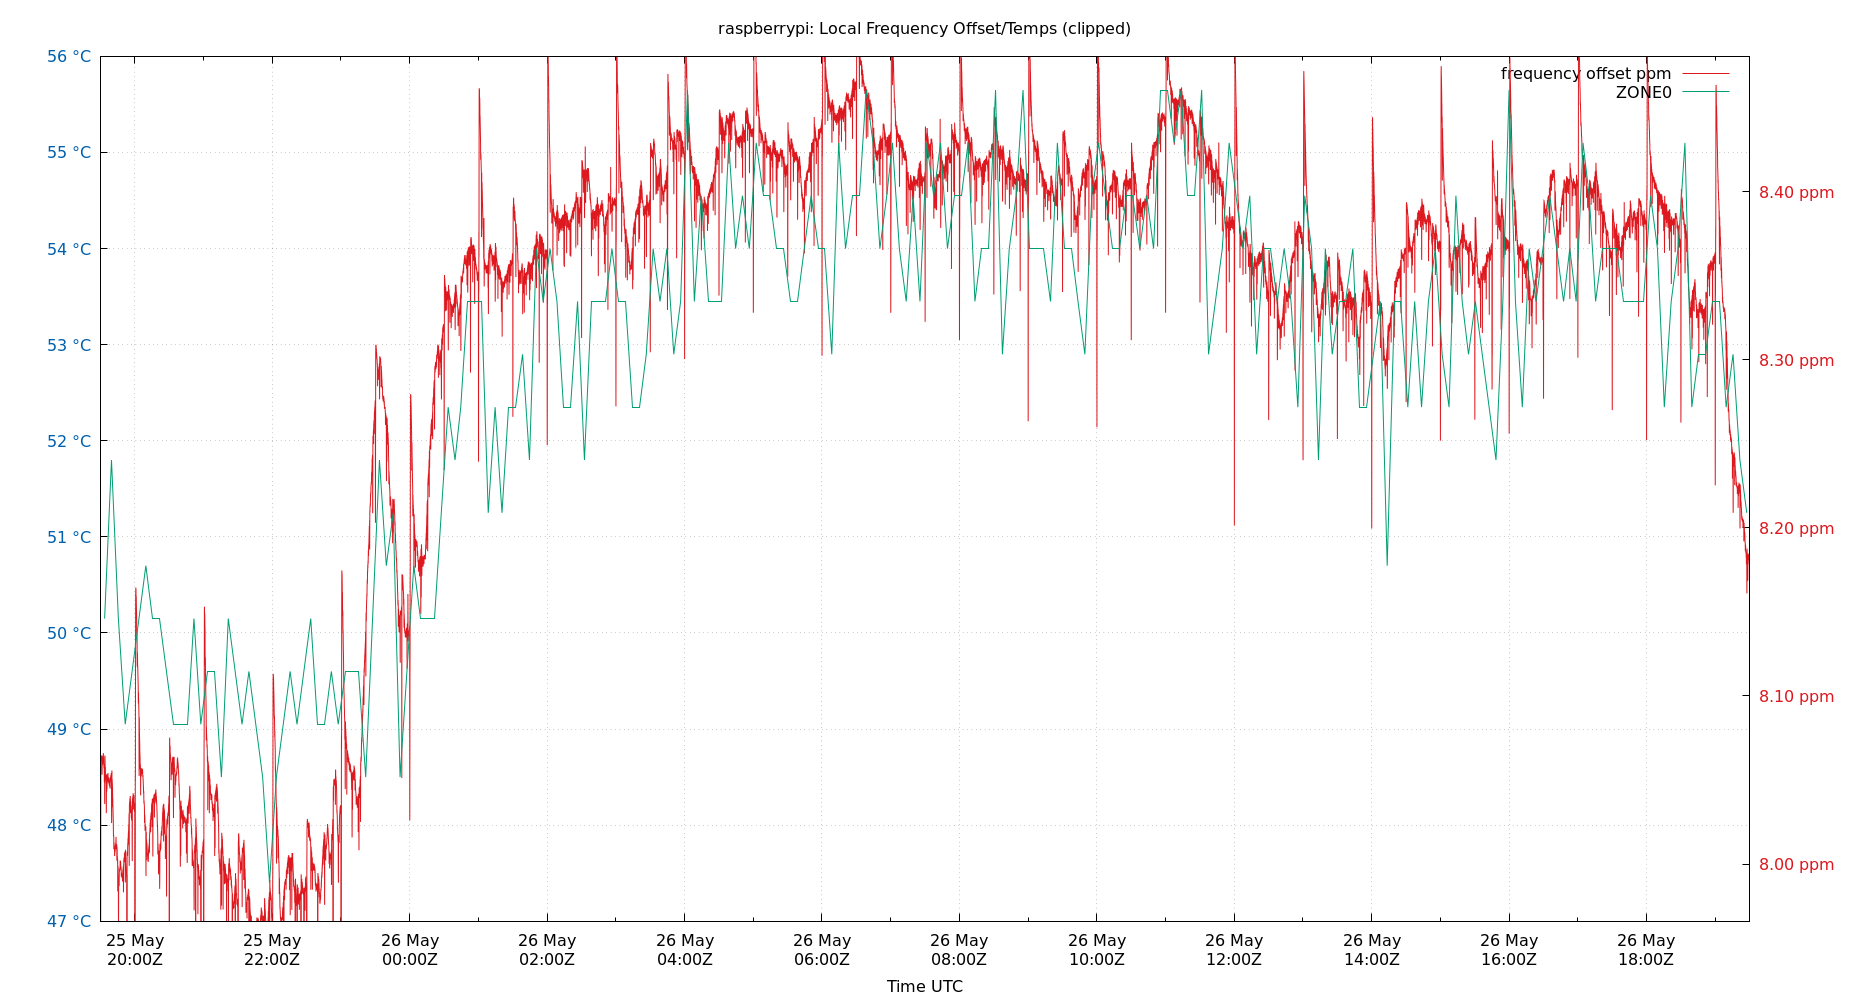 raspberrypi: Local Frequency Offset/Temps (clipped)
frequency offset ppm
ZONE0
56 °C
55 °C
54 °C
53 °C
52 °C
51 °C
50 °C
49 °C
48 °C
47 °C
8.40 ppm
8.30 ppm
8.20 ppm
8.10 ppm
8.00 ppm
25 May 25 May 26 May 26 May 26 May 26 May 26 May 26 May 26 May 26 May 26 May 26 May
20:00Z 22:00Z 00:00Z 02:00Z 04:00Z 06:00Z 08:00Z 10:00Z 12:00Z 14:00Z 16:00Z 18:00Z
Time UTC